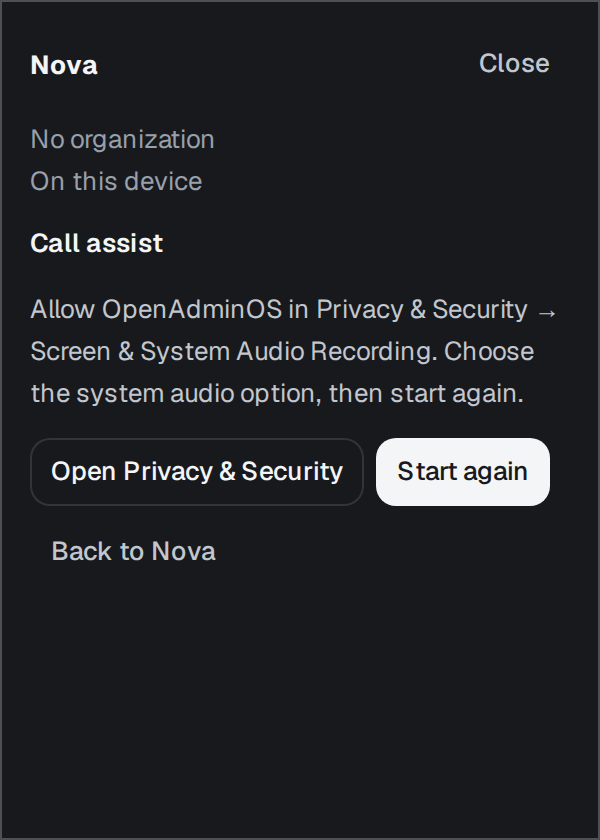 Nova
Close
No organization
On this device
Call assist
Allow OpenAdminOS in Privacy & Security →
Screen & System Audio Recording. Choose
the system audio option, then start again.
Open Privacy & Security
Start again
Back to Nova